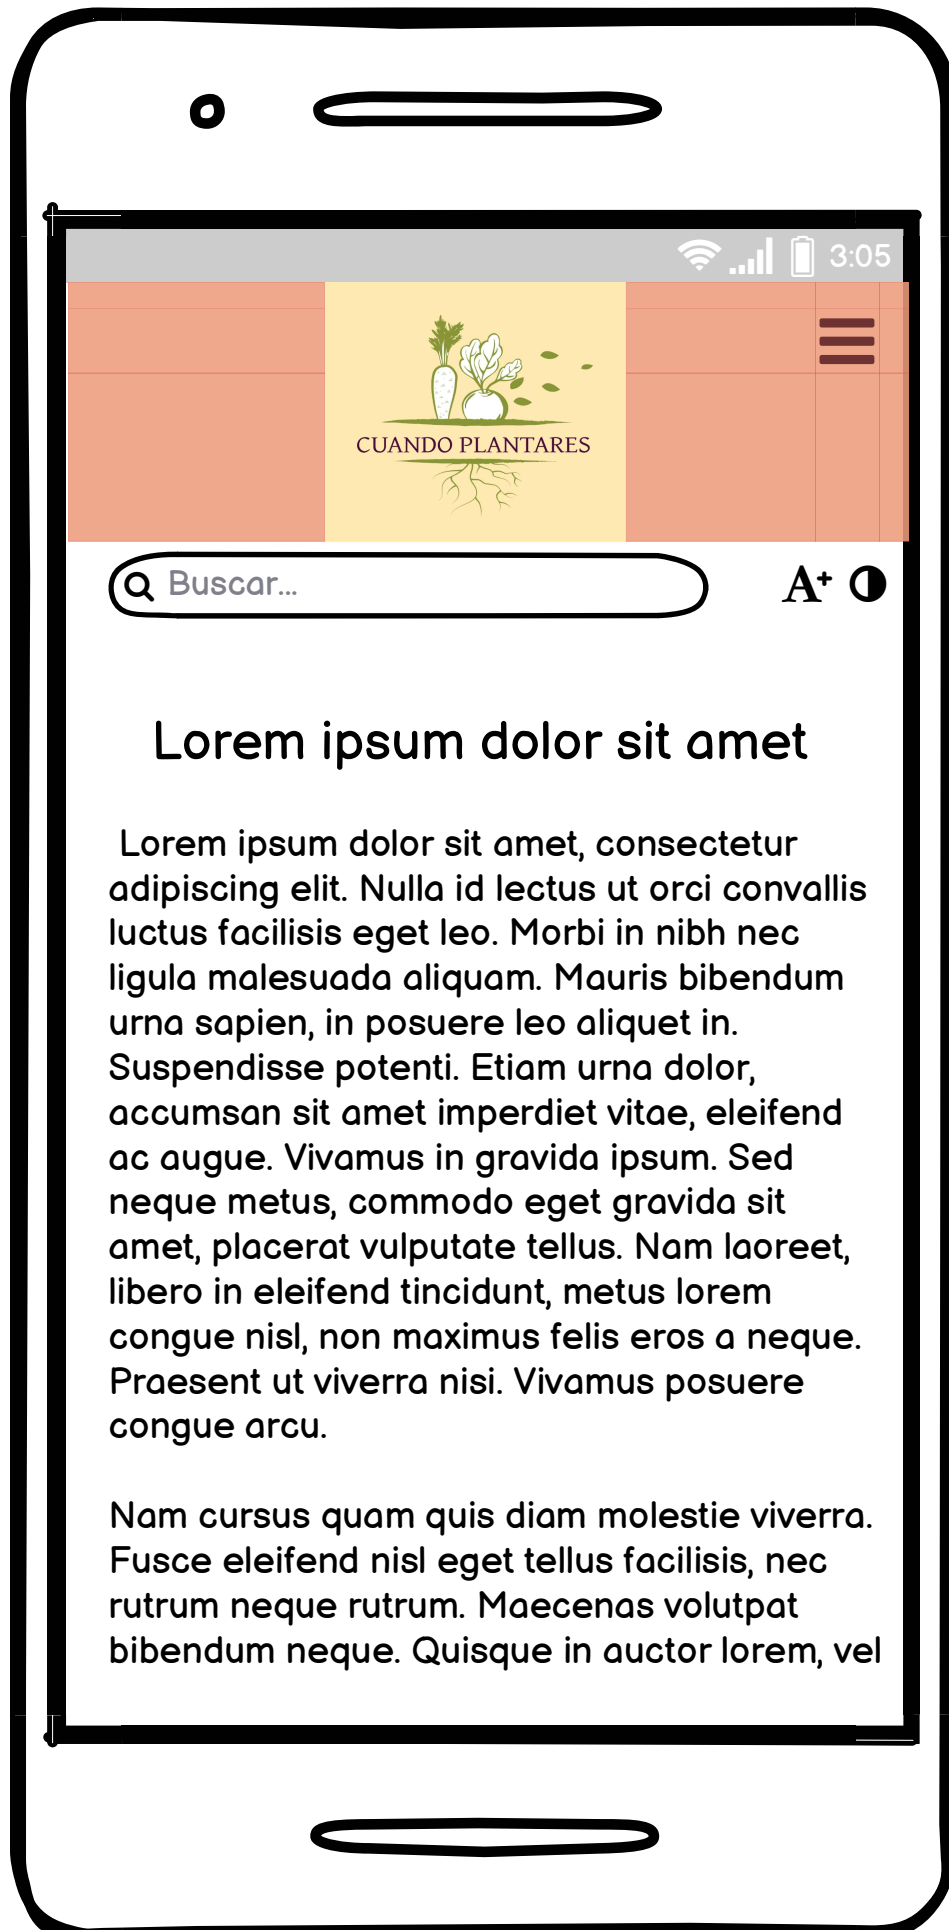 3:05
CUANDO PLANTARES
Buscar...
A+
Lorem ipsum dolor sit amet
Lorem ipsum dolor sit amet, consectetur
adipiscing elit. Nulla id lectus ut orci convallis
luctus facilisis eget leo. Morbi in nibh nec
ligula malesuada aliquam. Mauris bibendum
urna sapien, in posuere leo aliquet in.
Suspendisse potenti. Etiam urna dolor,
accumsan sit amet imperdiet vitae, eleifend
ac augue. Vivamus in gravida ipsum. Sed
neque metus, commodo eget gravida sit
amet, placerat vulputate tellus. Nam laoreet,
libero in eleifend tincidunt, metus lorem
congue nisl, non maximus felis eros a neque.
Praesent ut viverra nisi. Vivamus posuere
congue arcu.
Nam cursus quam quis diam molestie viverra.
Fusce eleifend nisl eget tellus facilisis, nec
rutrum neque rutrum. Maecenas volutpat
bibendum neque. Quisque in auctor lorem, vel